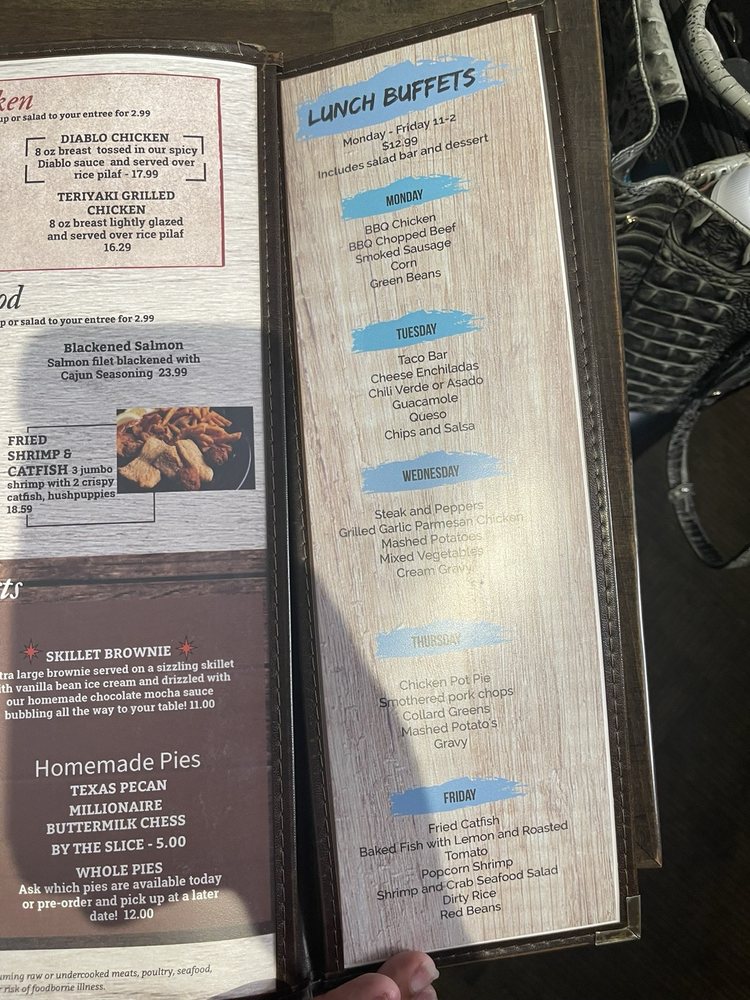 ken
up or salad to your entree for 2.99
DIABLO CHICKEN
8 oz breast tossed in our spicy
Diablo sauce and served over
rice pilaf - 17.99
TERIYAKI GRILLED
CHICKEN
8 oz breast lightly glazed
and served over rice pilaf
16.29
od
p or salad to your entree for 2.99
Blackened Salmon
Salmon filet blackened with
Cajun Seasoning 23.99
FRIED
SHRIMP &
CATFISH 3 jumbo
shrimp with 2 crispy
catfish, hushpuppies
18.59
ts
SKILLET BROWNIE
tra large brownie served on a sizzling skillet
ith vanilla bean ice cream and drizzled with
our homemade chocolate mocha sauce
bubbling all the way to your table! 11.00
Homemade Pies
TEXAS PECAN
MILLIONAIRE
BUTTERMILK CHESS
BY THE SLICE - 5.00
WHOLE PIES
Ask which pies are available today
or pre-order and pick up at a later
date! 12.00
uming raw or undercooked meats, poultry, seafood,
r risk of foodborne illness.
LUNCH BUFFETS
Monday - Friday 11-2
$12.99
Includes salad bar and dessert
MONDAY
BBQ Chicken
BBQ Chopped Beef
Smoked Sausage
Corn
Green Beans
TUESDAY
Taco Bar
Cheese Enchiladas
Chili Verde or Asado
Guacamole
Queso
Chips and Salsa
WEDNESDAY
Steak and Peppers
Grilled Garlic Parmesan Chicken
Mashed Potatoes
Mixed Vegetables
Cream Gravy
THURSDAY
Chicken Pot Pie
Smothered pork chops
Collard Greens
Mashed Potato's
Gravy
FRIDAY
Fried Catfish
Baked Fish with Lemon and Roasted
Tomato
Popcorn Shrimp
Shrimp and Crab Seafood Salad
Dirty Rice
Red Beans